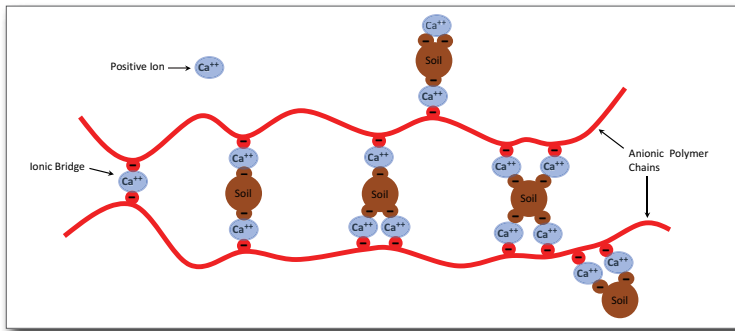 Ca++
Soil
Positive Ion
Ca++
Ca++
Ca++
Ca++
Ca++
Ca++
Anionic Polymer
Chains
Ionic Bridge
Ca++
Soil
Soil
Soil
Ca++
Ca++
Ca++
Ca++
Ca++
Ca++
Ca++
Soil